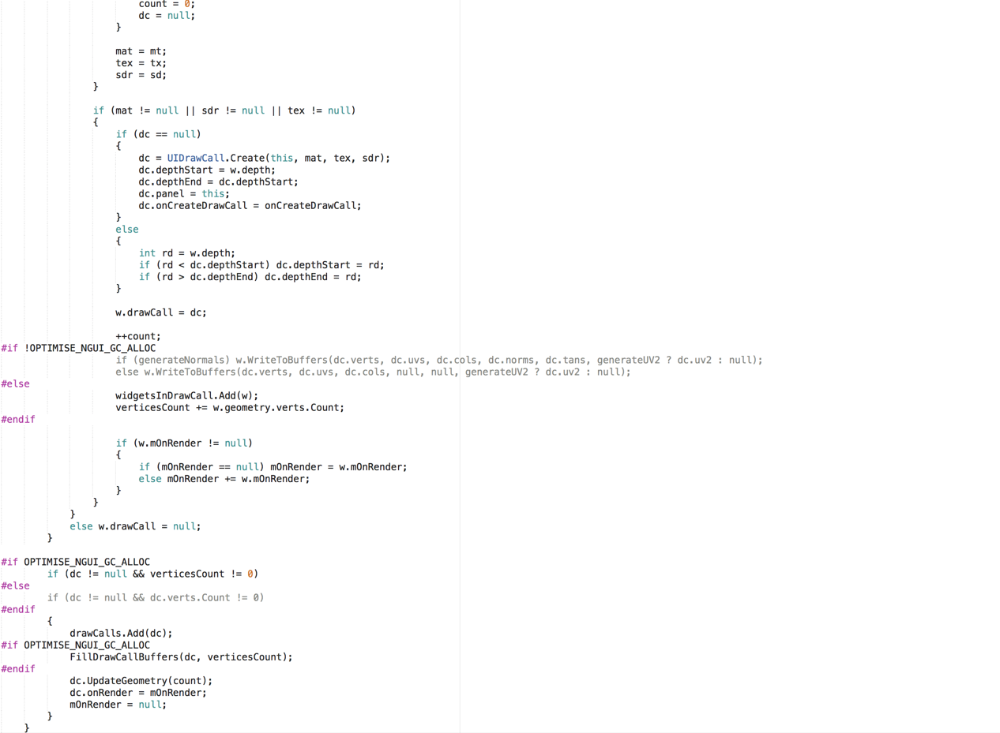 count = 0;
dc = null;
}
mat = mt;
tex = tx;
sdr = sd;
}
if (mat != null || sdr != null || tex != null)
{
if (dc == null)
{
dc = UIDrawCall.Create(this, mat, tex, sdr);
dc.depthStart = w.depth;
dc.depthEnd = dc.depthStart;
dc.panel = this;
dc.onCreateDrawCall = onCreateDrawCall;
}
else
{
int rd = w.depth;
if (rd < dc.depthStart) dc.depthStart = rd;
if (rd > dc.depthEnd) dc.depthEnd = rd;
}
w.drawCall = dc;
++count;
#if !OPTIMISE_NGUI_GC_ALLOC
if (generateNormals) w.WriteToBuffers(dc.verts, dc.uvs, dc.cols, dc.norms, dc.tans, generateUV2 ? dc.uv2 : null);
else w.WriteToBuffers(dc.verts, dc.uvs, dc.cols, null, null, generateUV2 ? dc.uv2 : null);
#else
widgetsInDrawCall.Add(w);
verticesCount += w.geometry.verts.Count;
#endif
if (w.mOnRender != null)
{
if (mOnRender == null) mOnRender = w.mOnRender;
else mOnRender += w.mOnRender;
}
}
}
else w.drawCall = null;
}
#if OPTIMISE_NGUI_GC_ALLOC
if (dc != null && verticesCount != 0)
#else
if (dc != null && dc.verts.Count != 0)
#endif
{
drawCalls.Add(dc);
#if OPTIMISE_NGUI_GC_ALLOC
FillDrawCallBuffers(dc, verticesCount);
#endif
dc.UpdateGeometry(count);
dc.onRender = mOnRender;
mOnRender = null;
}
}